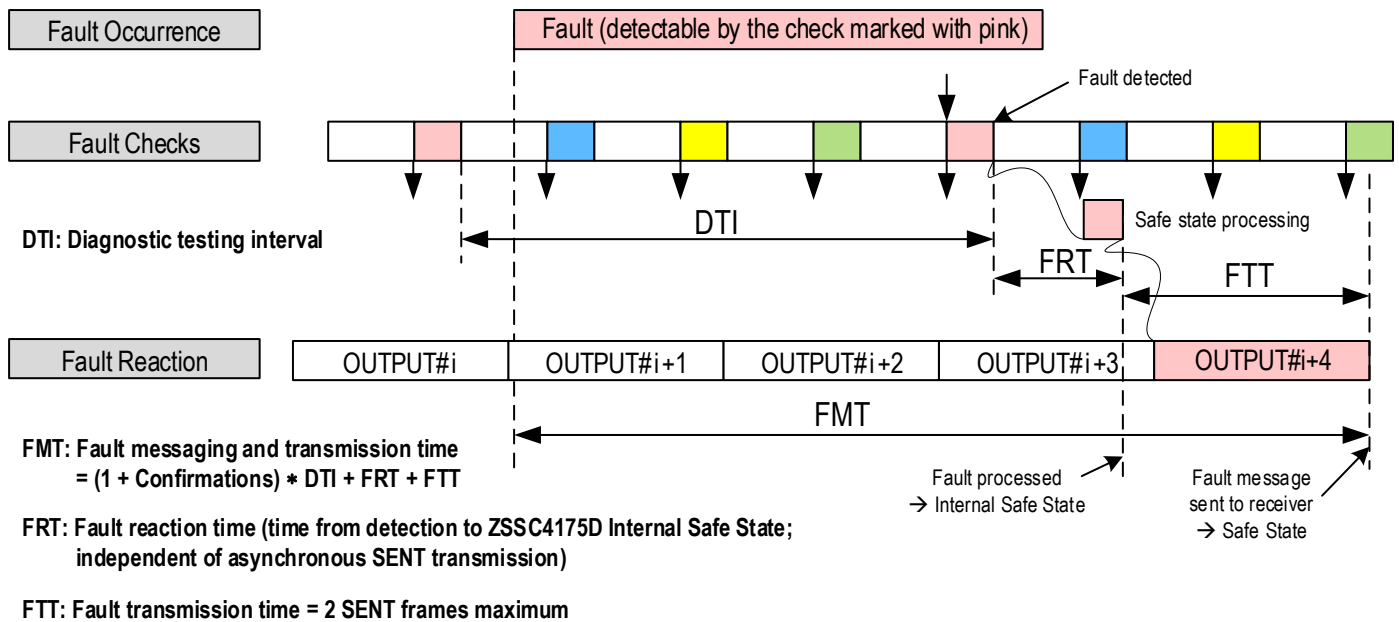 Fault Occurrence
Fault (detectable by the check marked with pink)
Fault detected
Fault Checks
DTI: Diagnostic testing interval
DTI
Safe state processing
FRT
FTT
Fault Reaction
OUTPUT#i
OUTPUT#i+1
OUTPUT#i+2
OUTPUT#i+3
OUTPUT#i+4
FMT
FMT: Fault messaging and transmission time
= (1 + Confirmations) * DTI + FRT + FTT
Fault processed
→ Internal Safe State
Fault message
sent to receiver
→ Safe State
FRT: Fault reaction time (time from detection to ZSSC4175D Internal Safe State;
independent of asynchronous SENT transmission)
FTT: Fault transmission time = 2 SENT frames maximum